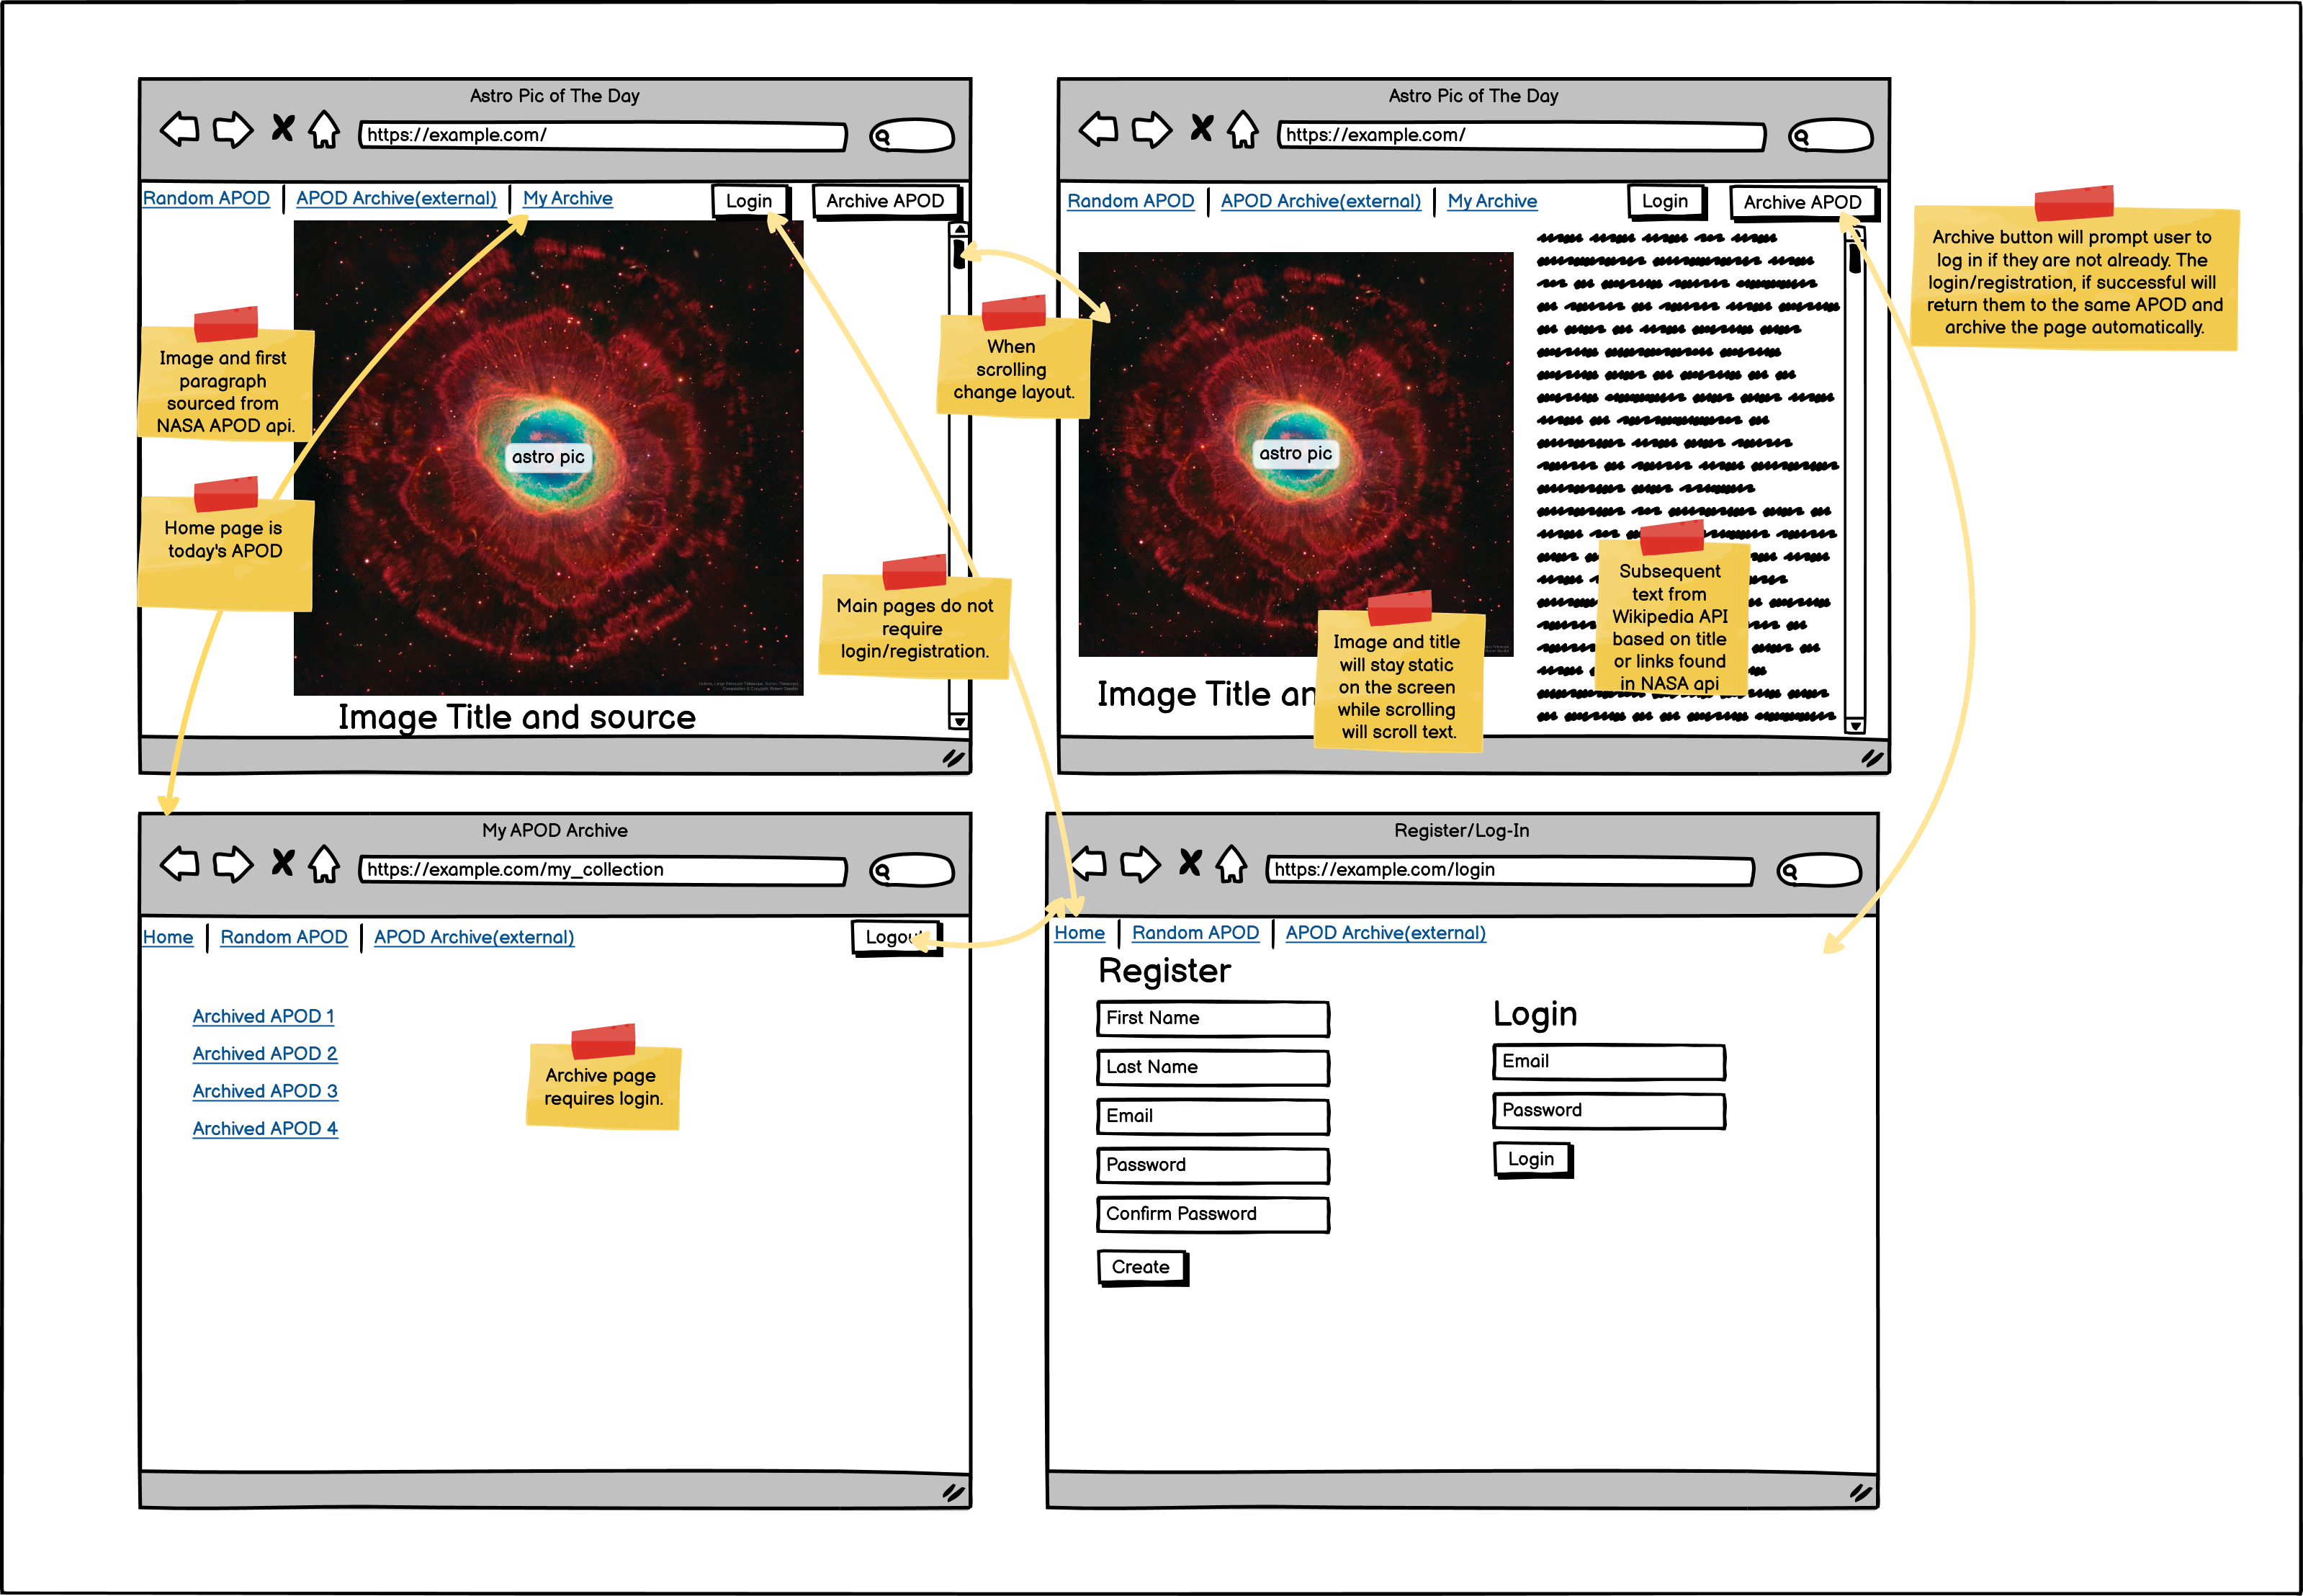 Astro Pic of The Day
https://example.com/
Random APOD
APOD Archive(external)
My Archive
Login
Archive APOD
Image and first
paragraph
sourced from
NASA APOD api.
Home page is
today's APOD
astro pic
Image Title and source
When
scrolling
change layout.
Main pages do not
require
login/registration.
Astro Pic of The Day
https://example.com/
Random APOD
APOD Archive(external)
My Archive
Login
Archive APOD
astro pic
Image Title an
Image and title
will stay static
on the screen
while scrolling
will scroll text.
Subsequent
text from
Wikipedia API
based on title
or links found
in NASA api
Archive button will prompt user to
log in if they are not already. The
login/registration, if successful will
return them to the same APOD and
archive the page automatically.
My APOD Archive
https://example.com/my_collection
Home
Random APOD
APOD Archive(external)
Logout
Archived APOD 1
Archived APOD 2
Archived APOD 3
Archived APOD 4
Archive page
requires login.
Register/Log-In
https://example.com/login
Home
Random APOD
APOD Archive(external)
Register
First Name
Last Name
Email
Password
Confirm Password
Create
Login
Email
Password
Login